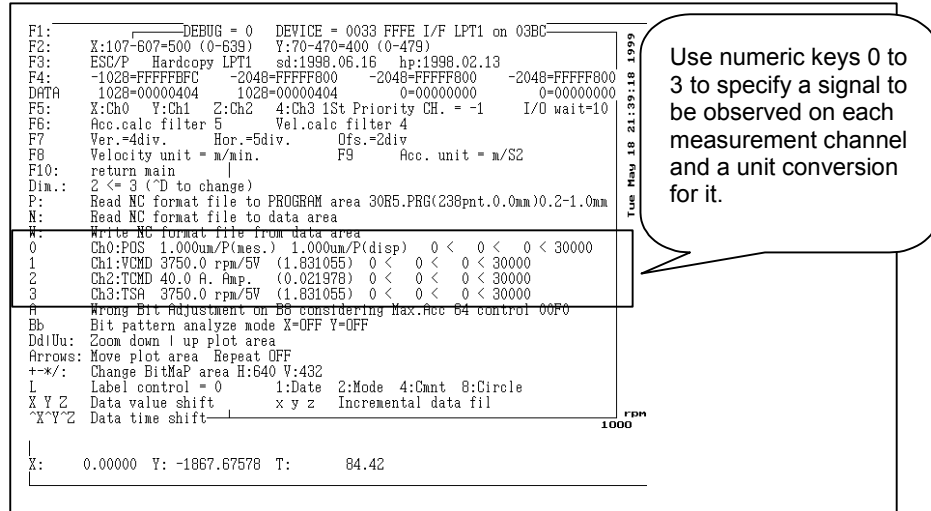 F1: DEBUG = 0 DEVICE = 0033 FFFE I/F LPT1 on 03BC
F2: X:107-607=500 (0-639) Y:70-470=400 (0-479)
F3: ESC/P Hardcopy LPT1 sd:1998.06.16 hp:1998.02.13
F4: -1028=FFFFFBFC -2048=FFFFF800 -2048=FFFFF800 -2048=FFFFF800
DATA 1028=00000404 1028=00000404 0=00000000 0=00000000
F5: X:Ch0 Y:Ch1 Z:Ch2 4:Ch3 1St Priority CH. = -1 I/O wait=10
F6: Acc.calc filter 5 Vel.calc filter 4
F7 Ver.=4div. Hor.=5div. Ofs.=2div
F8 Velocity unit = m/min. F9 Acc. unit = m/S2
F10: return main
Dim.: 2 <= 3 (^D to change)
P: Read NC format file to PROGRAM area 30R5.PRG(238pnt.0.0mm)0.2-1.0mm
N: Read NC format file to data area
W: Write NC format file from data area
0 Ch0:POS 1.000um/P(mes.) 1.000um/P(disp) 0 < 0 < 0 < 30000
1 Ch1:VCMD 3750.0 rpm/5V (1.831055) 0 < 0 < 0 < 30000
2 Ch2:TCMD 40.0 A. Amp. (0.021978) 0 < 0 < 0 < 30000
3 Ch3:TSA 3750.0 rpm/5V (1.831055) 0 < 0 < 0 < 30000
A Wrong Bit Adjustment on B8 considering Max.Acc 64 control 00F0
Bb Bit pattern analyze mode X=OFF Y=OFF
Dd|Uu: Zoom down | up plot area
Arrows: Move plot area Repeat OFF
+-*/: Change BitMaP area H:640 V:432
L Label control = 0 1:Date 2:Mode 4:Cmnt 8:Circle
X Y Z Data value shift x y z Incremental data fil
^X^Y^Z Data time shift
rpm
1000
X: 0.00000 Y: -1867.67578 T: 84.42
Tue May 18 21:39:18 1999
Use numeric keys 0 to
3 to specify a signal to
be observed on each
measurement channel
and a unit conversion
for it.